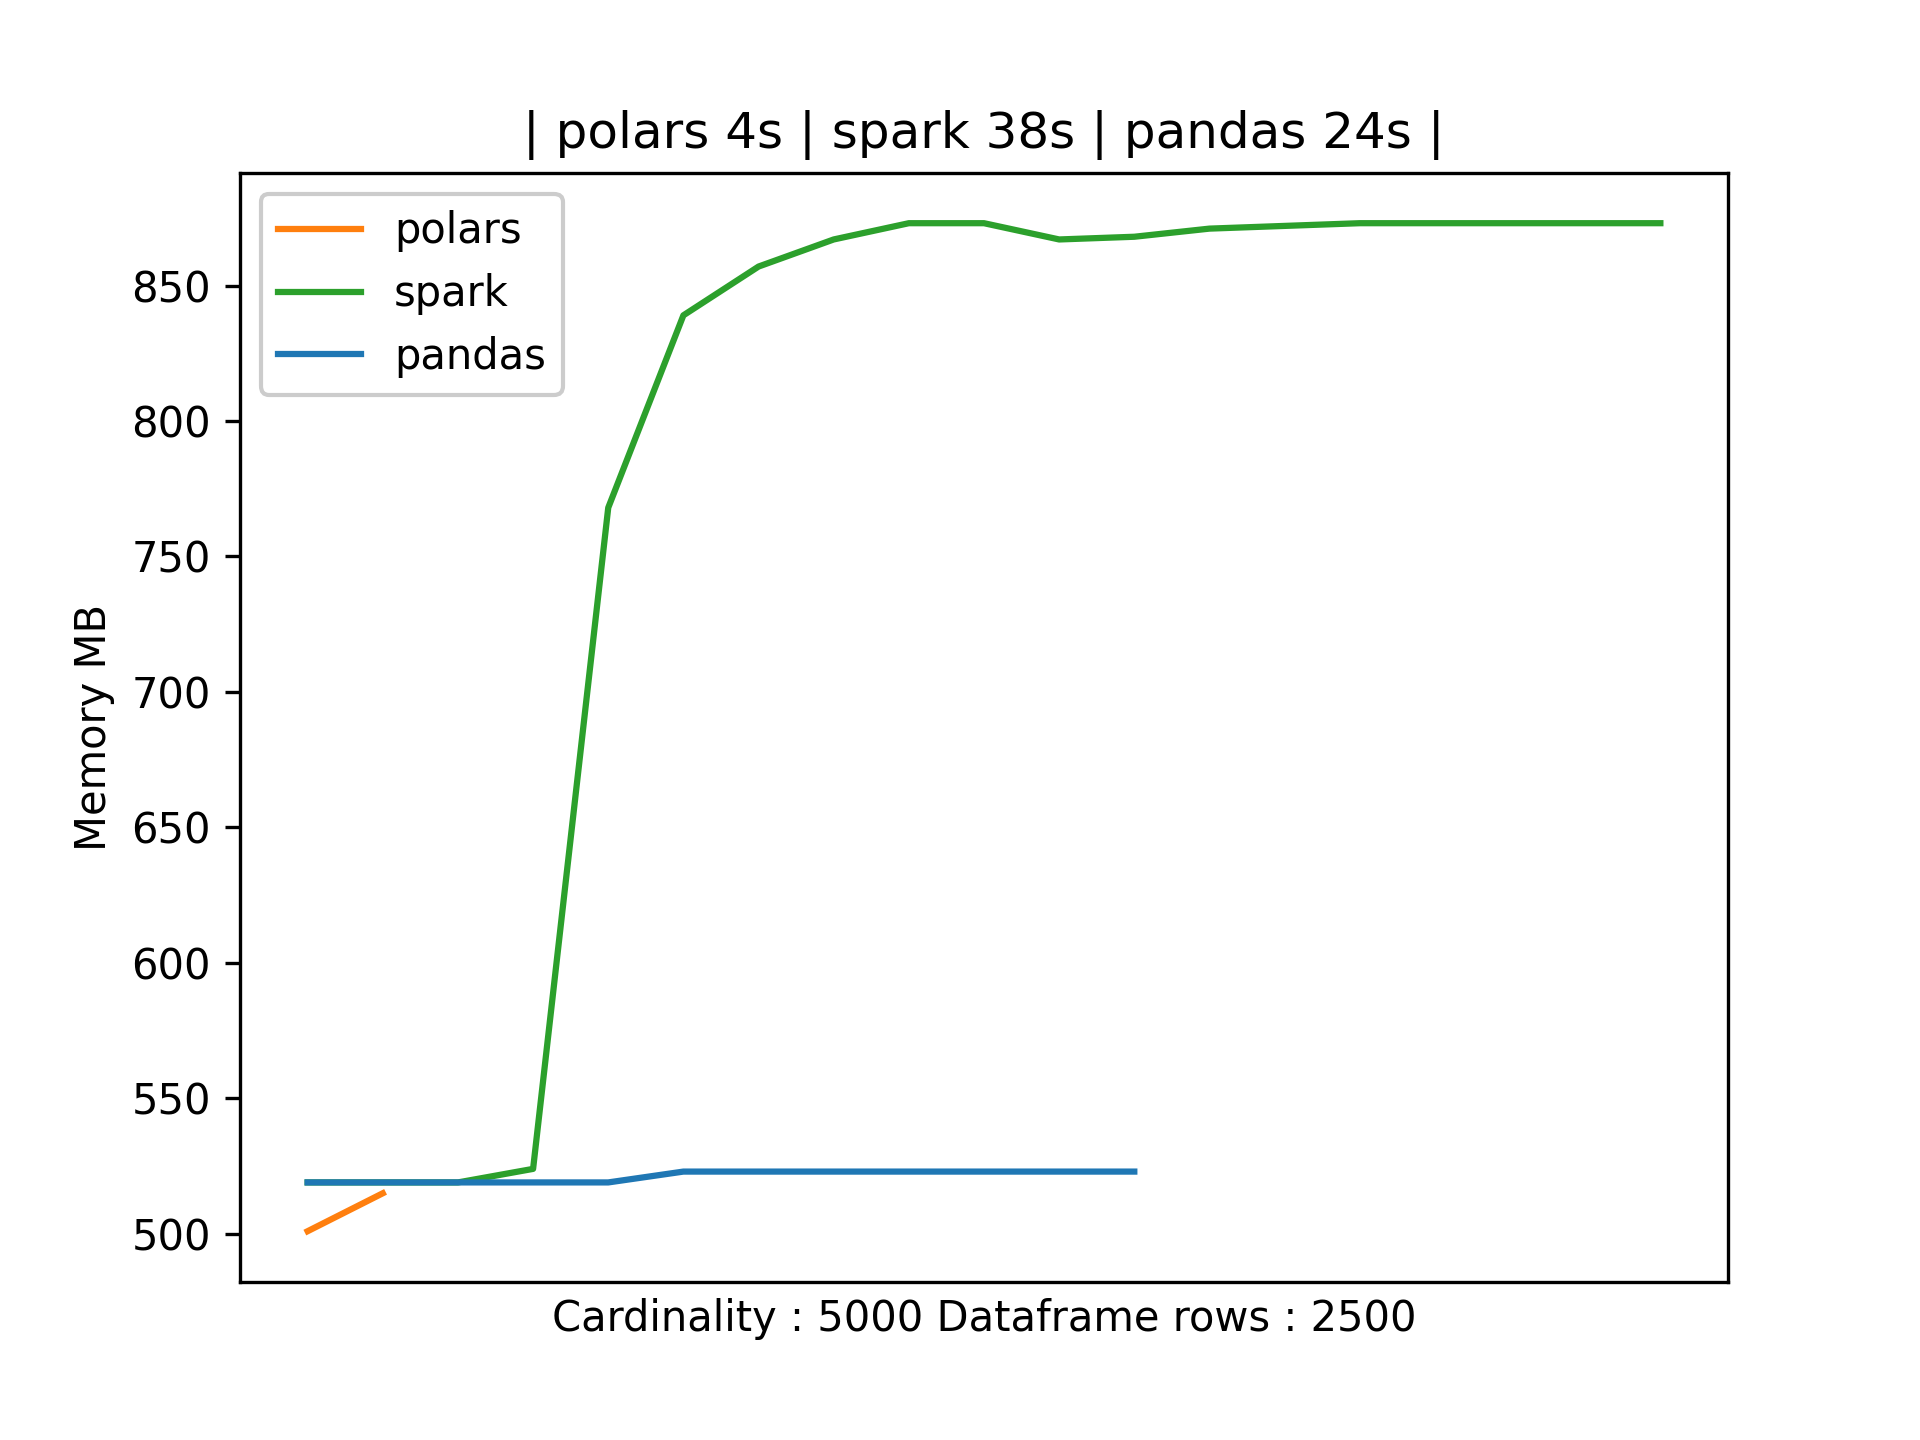 | polars 4s | spark 38s | pandas 24s |
polars
spark
pandas
850
800
750
700
650
600
550
500
Memory MB
Cardinality : 5000 Dataframe rows : 2500